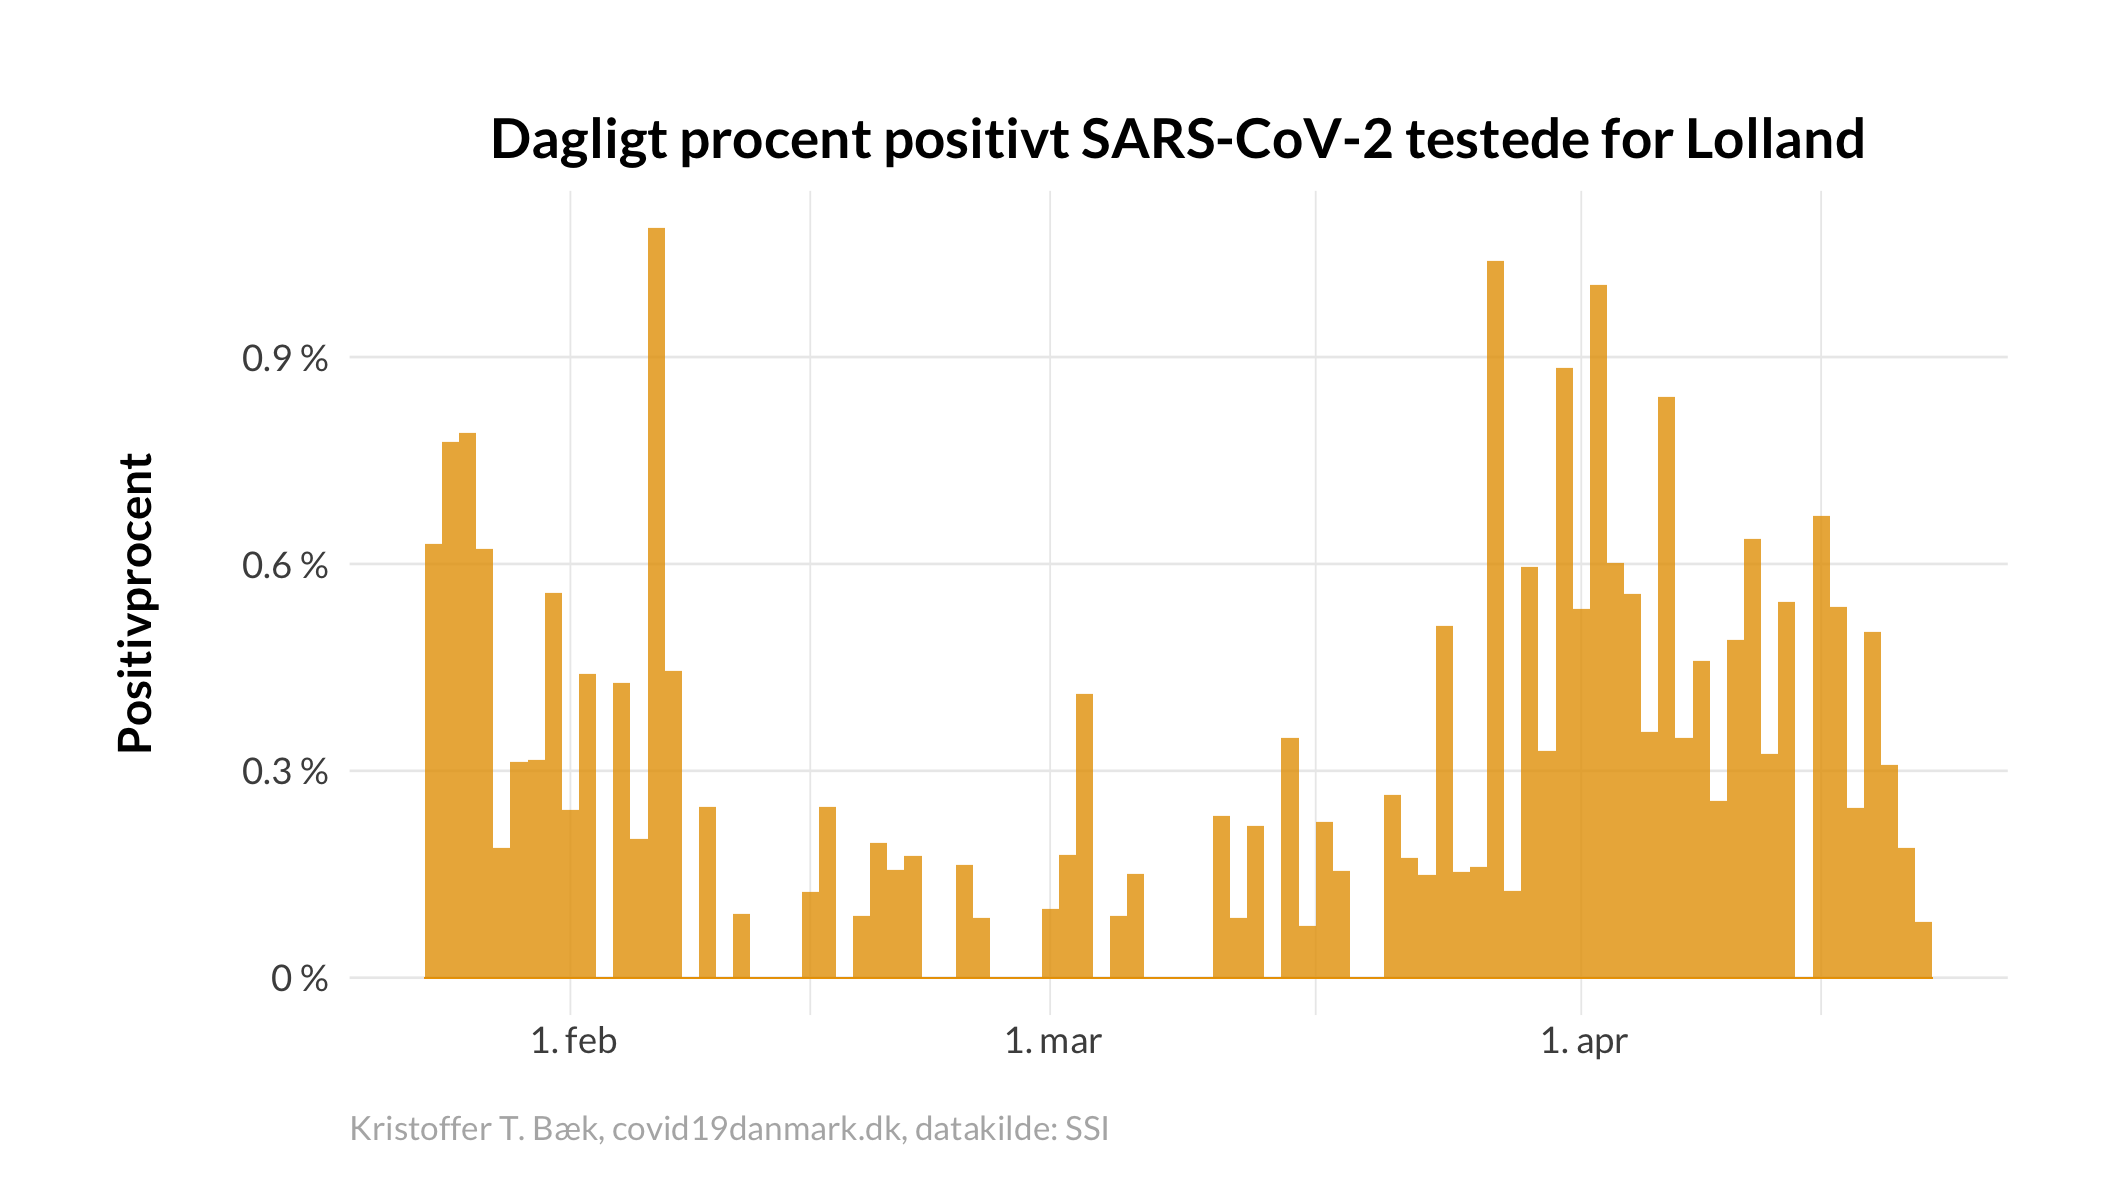 Dagligt procent positivt SARS-CoV-2 testede for Lolland
Positivprocent
0.9 %
0.6 %
0.3 %
0 %
1. feb
1. mar
1. apr
Kristoffer T. Bæk, covid19danmark.dk, datakilde: SSI